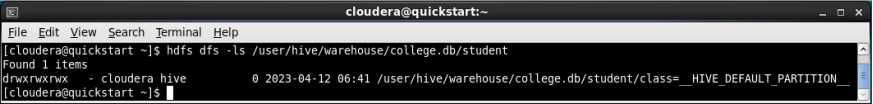 cloudera@quickstart:~
File Edit View Search Terminal Help
[cloudera@quickstart ~]$ hdfs dfs -ls /user/hive/warehouse/college.db/student
Found 1 items
drwxrwxrwx   - cloudera hive          0 2023-04-12 06:41 /user/hive/warehouse/college.db/student/class=__HIVE_DEFAULT_PARTITION__
[cloudera@quickstart ~]$